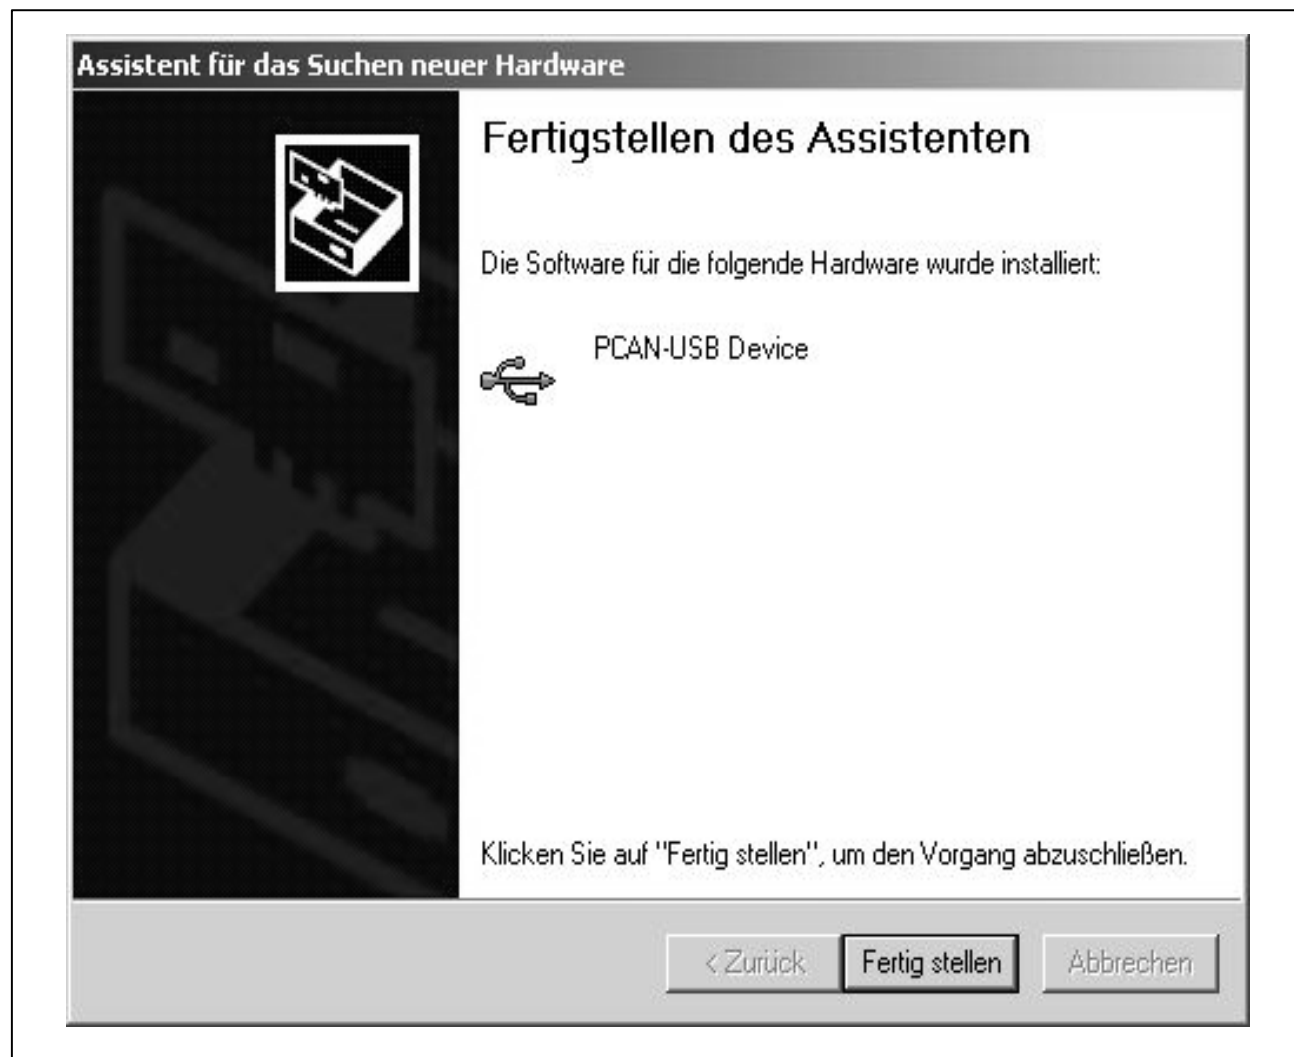 Assistent für das Suchen neuer Hardware
Fertigstellen des Assistenten
Die Software für die folgende Hardware wurde installiert:
PCAN-USB Device
Klicken Sie auf "Fertig stellen", um den Vorgang abzuschließen.
< Zurück
Fertig stellen
Abbrechen